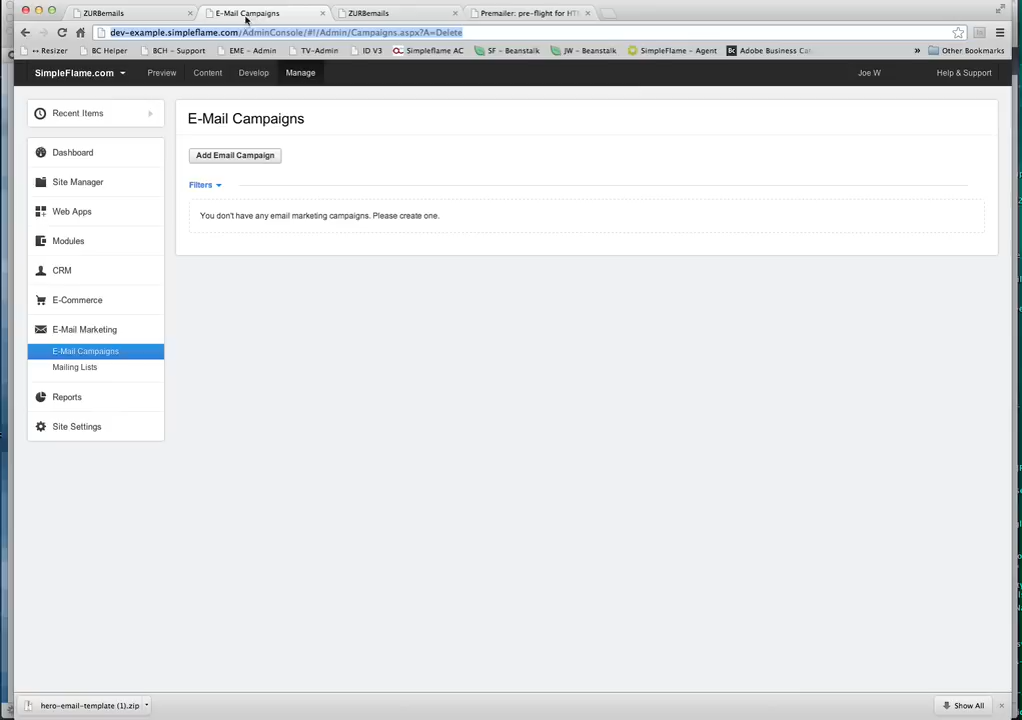 ZURBemails
E-Mail Campaigns
ZURBemails
Premailer: pre-flight for HT
dev-example.simpleflame.com/AdminConsole/#!/Admin/Campaigns.aspx?A=Delete
↔ Resizer
BC Helper
BCH - Support
EME - Admin
TV-Admin
ID V3
Simpleflame AC
SF - Beanstalk
JW - Beanstalk
SimpleFlame - Agent
Bc Adobe Business Cat
» Other Bookmarks
SimpleFlame.com
Preview
Content
Develop
Manage
Joe W
Help & Support
Recent Items
Dashboard
Site Manager
Web Apps
Modules
CRM
E-Commerce
E-Mail Marketing
E-Mail Campaigns
Mailing Lists
Reports
Site Settings
E-Mail Campaigns
Add Email Campaign
Filters
You don't have any email marketing campaigns. Please create one.
hero-email-template (1).zip
Show All